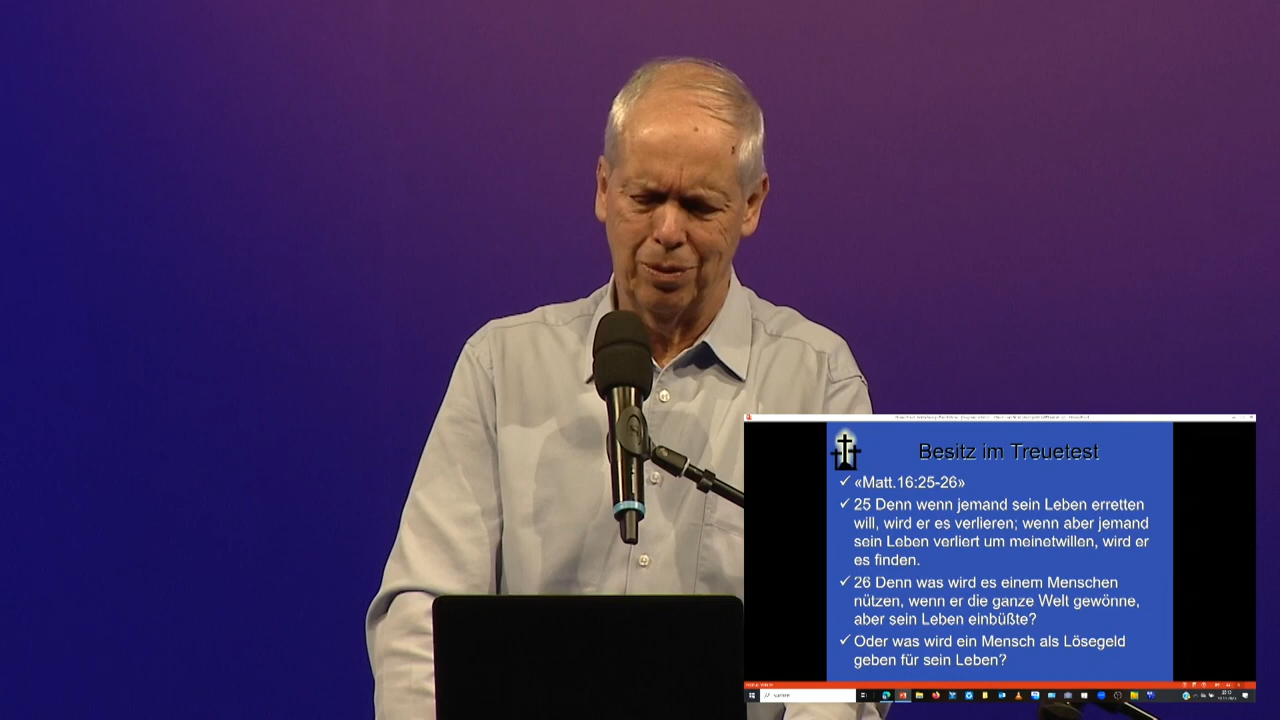 Besitz im Treuetest
«Matt.16:25-26»
25 Denn wenn jemand sein Leben erretten
will, wird er es verlieren; wenn aber jemand
sein Leben verliert um meinetwillen, wird er
es finden.
26 Denn was wird es einem Menschen
nützen, wenn er die ganze Welt gewönne,
aber sein Leben einbüßte?
Oder was wird ein Mensch als Lösegeld
geben für sein Leben?